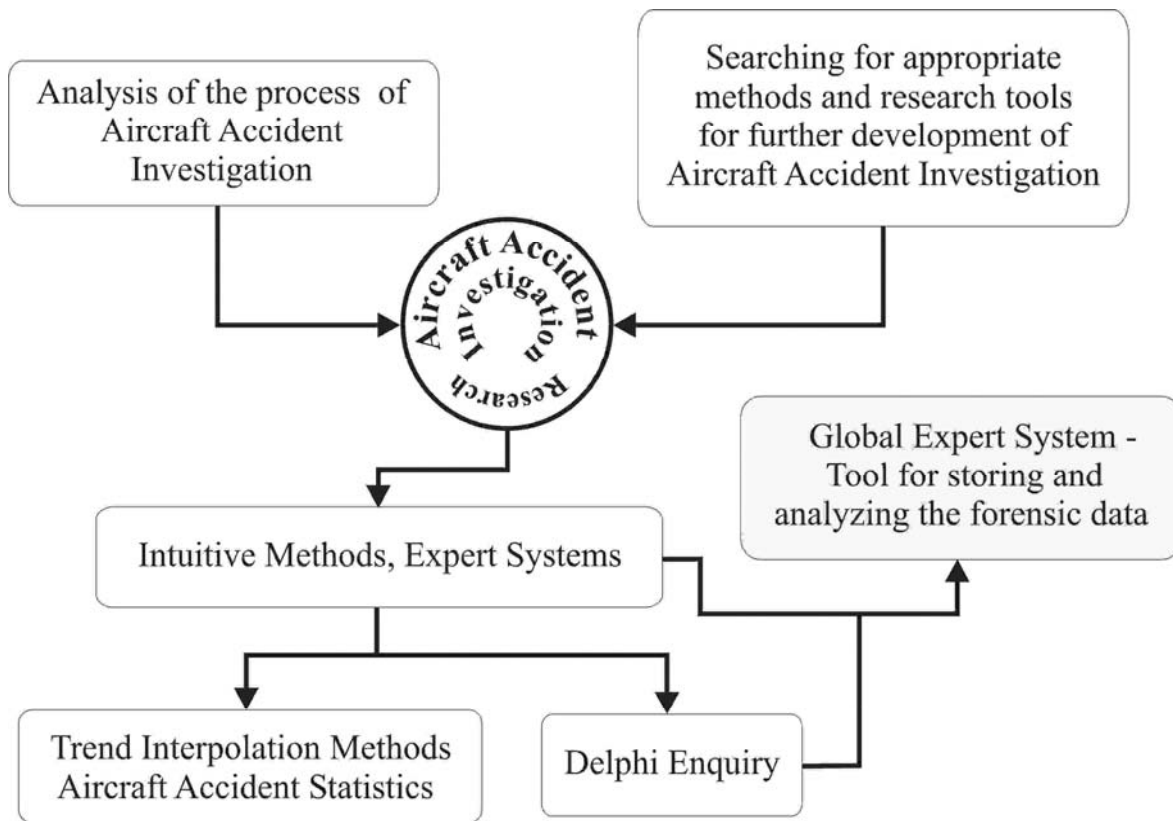 Analysis of the process of
Aircraft Accident
Investigation
Searching for appropriate
methods and research tools
for further development of
Aircraft Accident Investigation
Aircraft Accident
Investigation
Research
Global Expert System -
Tool for storing and
analyzing the forensic data
Intuitive Methods, Expert Systems
Trend Interpolation Methods
Aircraft Accident Statistics
Delphi Enquiry